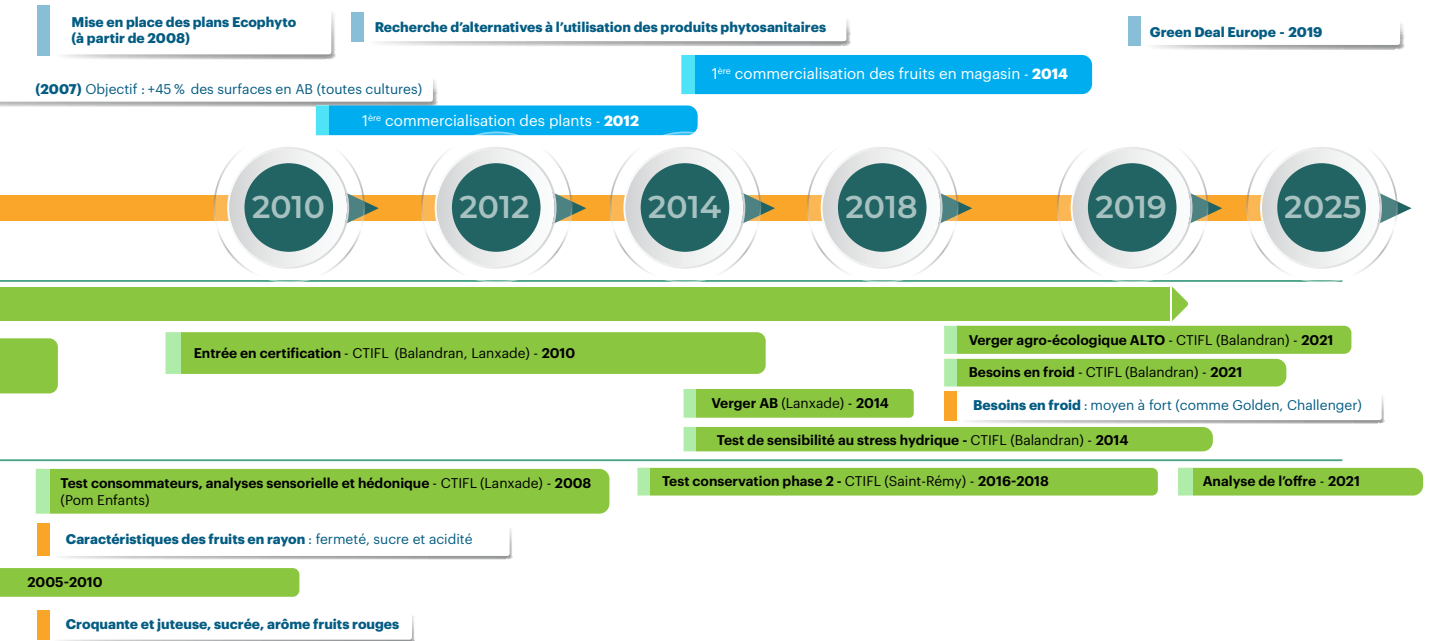 Mise en place des plans Ecophyto
(à partir de 2008)
Recherche d'alternatives à l'utilisation des produits phytosanitaires
Green Deal Europe - 2019
1ère commercialisation des fruits en magasin - 2014
(2007) Objectif : +45 % des surfaces en AB (toutes cultures)
1ère commercialisation des plants - 2012
2010
2012
2014
2018
2019
2025
Entrée en certification - CTIFL (Balandran, Lanxade) - 2010
Verger agro-écologique ALTO - CTIFL (Balandran) - 2021
Besoins en froid - CTIFL (Balandran) - 2021
Verger AB (Lanxade) - 2014
Besoins en froid : moyen à fort (comme Golden, Challenger)
Test de sensibilité au stress hydrique - CTIFL (Balandran) - 2014
Test consommateurs, analyses sensorielle et hédonique - CTIFL (Lanxade) - 2008
(Pom Enfants)
Test conservation phase 2 - CTIFL (Saint-Rémy) - 2016-2018
Analyse de l'offre - 2021
Caractéristiques des fruits en rayon : fermeté, sucre et acidité
2005-2010
Croquante et juteuse, sucrée, arôme fruits rouges